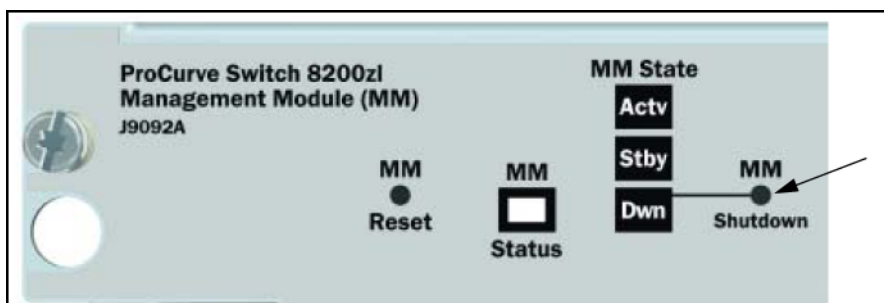 ProCurve Switch 8200zl
Management Module (MM)
J9092A
MM
Reset
MM
Status
MM State
Actv
Stby
Dwn
MM
Shutdown